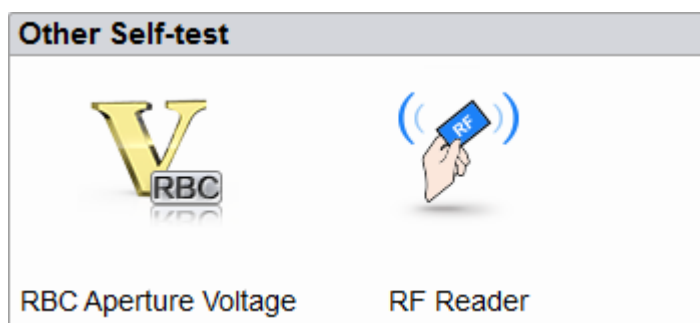 Other Self-test
RBC
RF
RBC Aperture Voltage
RF Reader